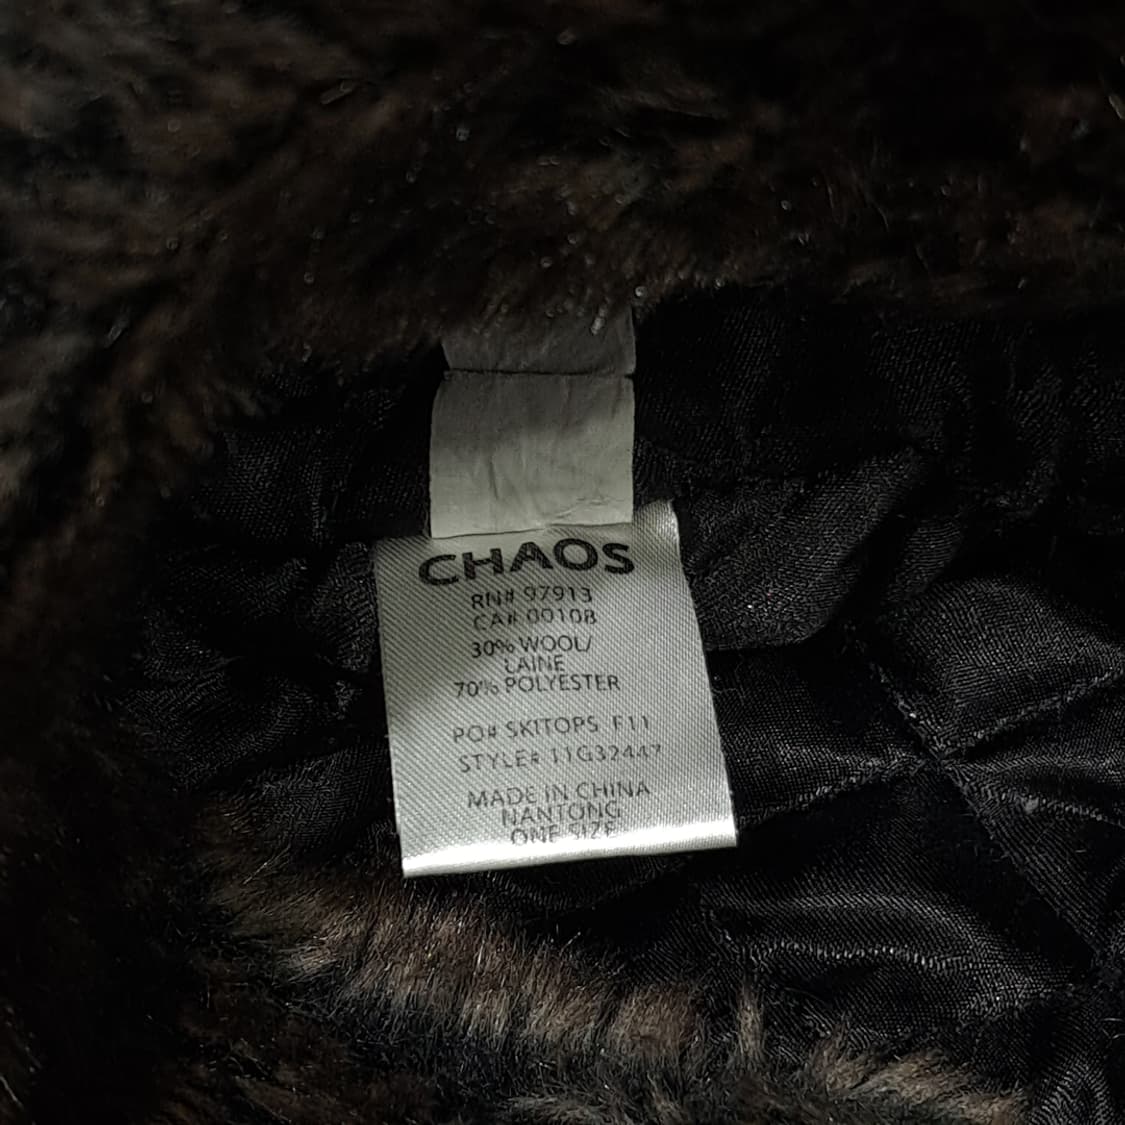 CHAOS
RN# 97913
CA# 00108
30% WOOL/
LAINE
70% POLYESTER
PO# SKITOPS F11
STYLE# 11G32447
MADE IN CHINA
NANTONG
ONE SIZE